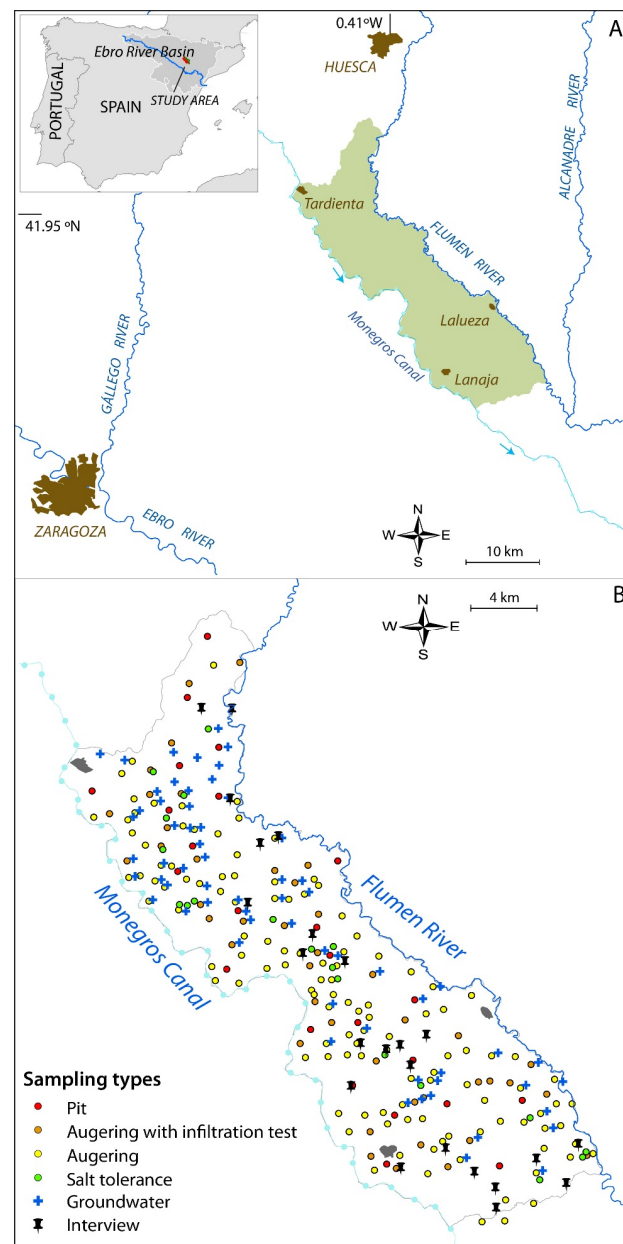 A
0.41ºW
HUESCA
Ebro River Basin
STUDY AREA
PORTUGAL
SPAIN
Tardienta
41.95 ºN
FLUMEN RIVER
ALCANADRE RIVER
GÁLLEGO RIVER
Lalueza
Monegros Canal
Lanaja
ZARAGOZA
EBRO RIVER
N
W E
S
10 km
B
N
W E
S
4 km
Flumen River
Monegros Canal
Sampling types
Pit
Augering with infiltration test
Augering
Salt tolerance
Groundwater
Interview